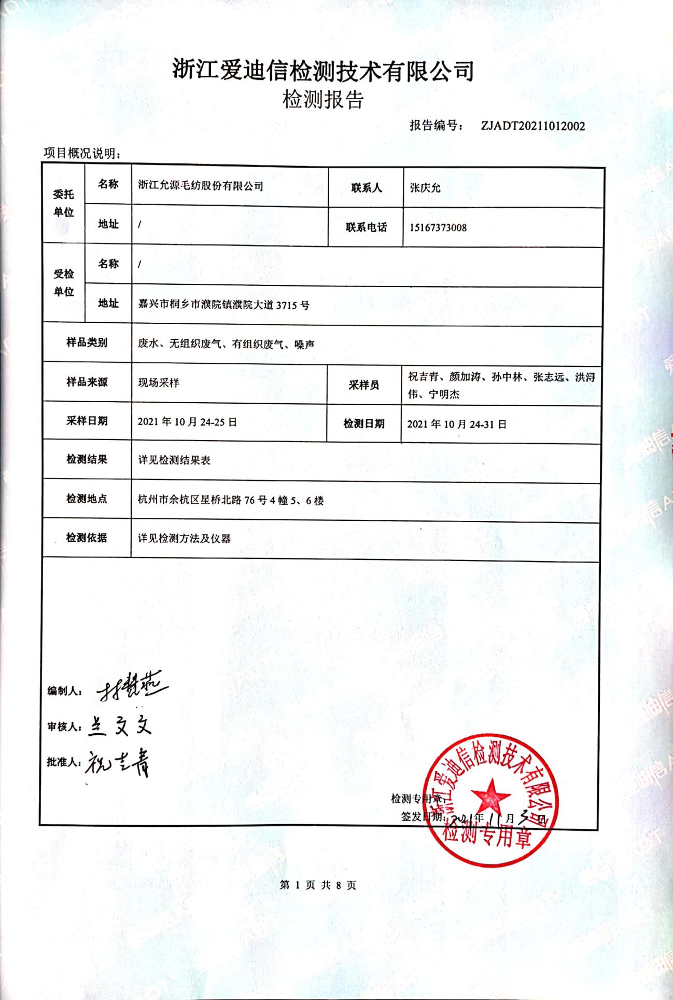 浙江爱迪信检测技术有限公司
检测报告
报告编号： ZJADT20211012002
项目概况说明：
委托单位 名称 浙江允源毛纺股份有限公司 联系人 张庆允
地址 / 联系电话 15167373008
受检单位 名称 /
地址 嘉兴市桐乡市濮院镇濮院大道 3715 号
样品类别 废水、无组织废气、有组织废气、噪声
样品来源 现场采样 采样员 祝吉青、颜加涛、孙中林、张志远、洪浔
伟、宁明杰
采样日期 2021 年 10 月 24-25 日 检测日期 2021 年 10 月 24-31 日
检测结果 详见检测结果表
检测地点 杭州市余杭区星桥北路 76 号 4 幢 5、6 楼
检测依据 详见检测方法及仪器
编制人：
审核人：兰文文
批准人：祝吉青
浙江爱迪信检测技术有限公司
检测专用章：
签发日期：2021年11月3日
检测专用章
第 1 页 共 8 页